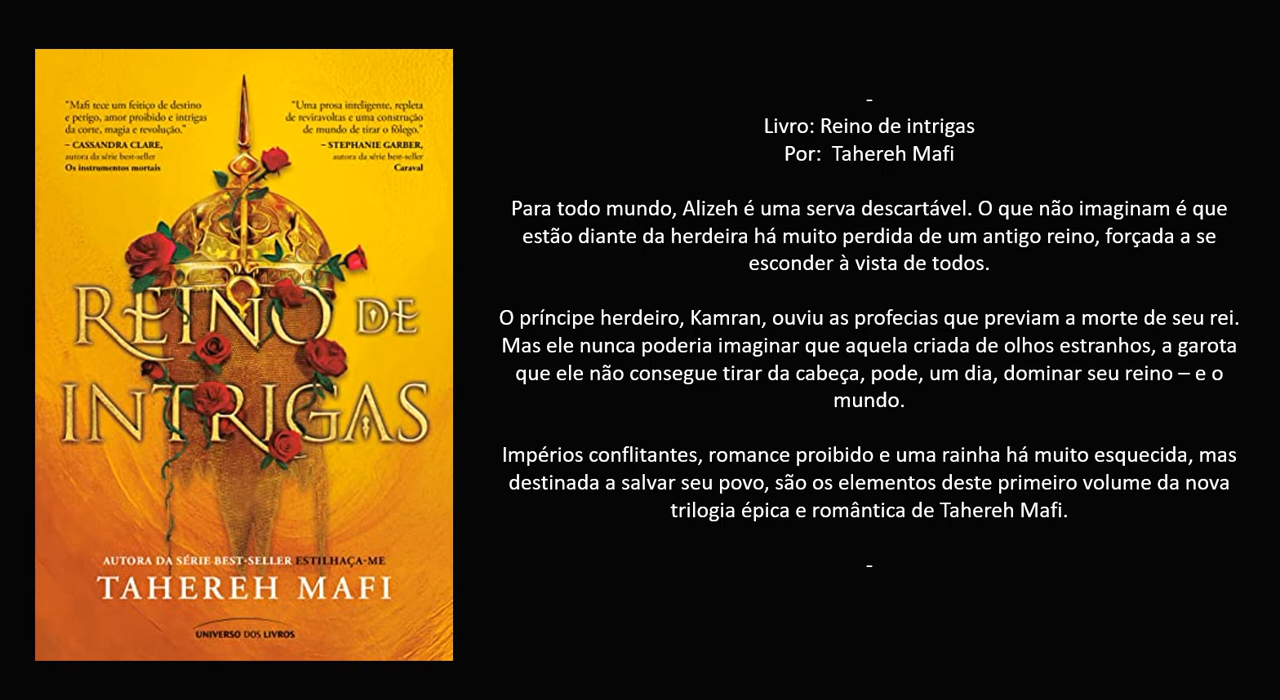 "Mafi tece um feitiço de destino
e perigo, amor proibido e intrigas
da corte, magia e revolução."
– CASSANDRA CLARE,
autora da série best-seller
Os instrumentos mortais
"Uma prosa inteligente, repleta
de reviravoltas e uma construção
de mundo de tirar o fôlego."
– STEPHANIE GARBER,
autora da série best-seller
Caraval
REINO DE
INTRIGAS
AUTORA DA SÉRIE BEST-SELLER ESTILHAÇA-ME
TAHEREH MAFI
UNIVERSO DOS LIVROS
-
Livro: Reino de intrigas
Por: Tahereh Mafi
Para todo mundo, Alizeh é uma serva descartável. O que não imaginam é que
estão diante da herdeira há muito perdida de um antigo reino, forçada a se
esconder à vista de todos.
O príncipe herdeiro, Kamran, ouviu as profecias que previam a morte de seu rei.
Mas ele nunca poderia imaginar que aquela criada de olhos estranhos, a garota
que ele não consegue tirar da cabeça, pode, um dia, dominar seu reino – e o
mundo.
Impérios conflitantes, romance proibido e uma rainha há muito esquecida, mas
destinada a salvar seu povo, são os elementos deste primeiro volume da nova
trilogia épica e romântica de Tahereh Mafi.
-